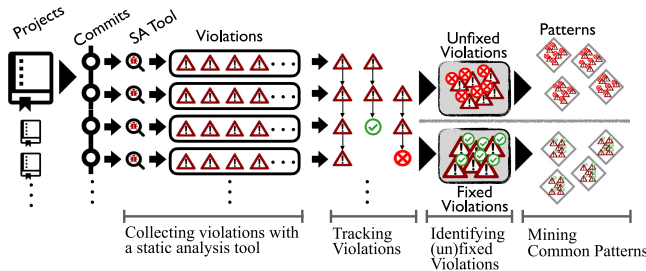 Projects
Commits
SA Tool
Violations
Unfixed
Violations
Patterns
Fixed
Violations
Collecting violations with
a static analysis tool
Tracking
Violations
Identifying
(un)fixed
Violations
Mining
Common Patterns